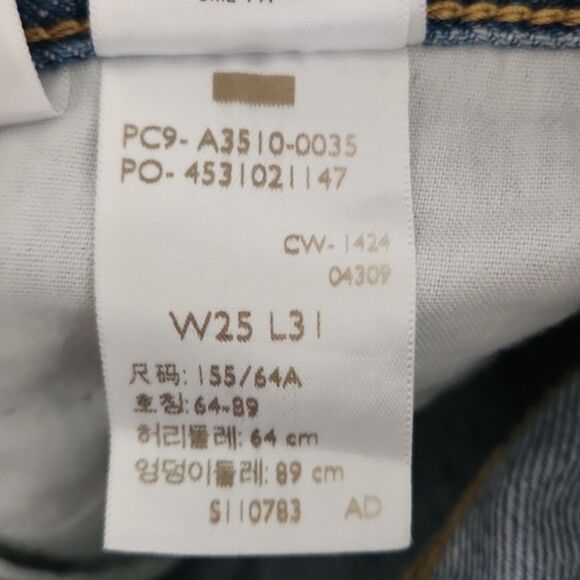 PC9- A3510-0035
PO- 4531021147
CW- 1424
04309
W25 L31
尺码: 155/64A
호칭: 64-89
허리둘레: 64 cm
엉덩이둘레: 89 cm
S110783 AD